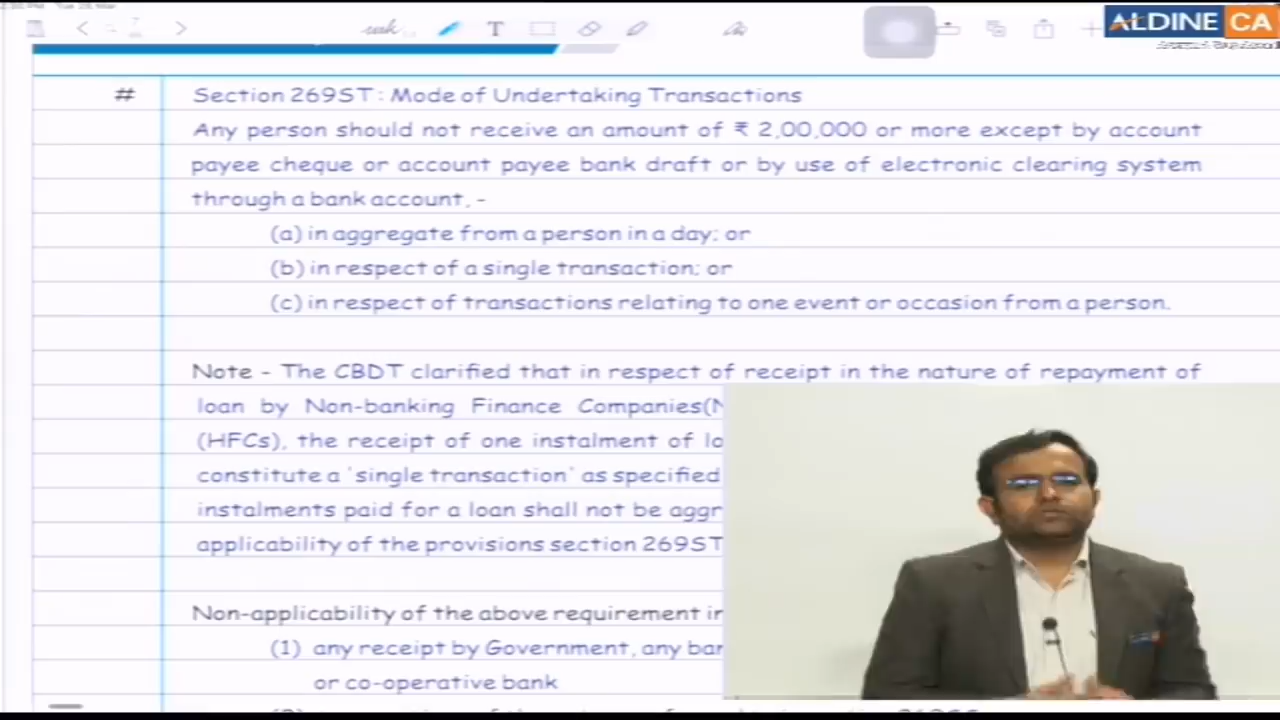 ALDINE CA
# Section 269ST : Mode of Undertaking Transactions
Any person should not receive an amount of ₹ 2,00,000 or more except by account
payee cheque or account payee bank draft or by use of electronic clearing system
through a bank account, -
(a) in aggregate from a person in a day; or
(b) in respect of a single transaction; or
(c) in respect of transactions relating to one event or occasion from a person.
Note - The CBDT clarified that in respect of receipt in the nature of repayment of
loan by Non-banking Finance Companies(N
(HFCs), the receipt of one instalment of lo
constitute a 'single transaction' as specified
instalments paid for a loan shall not be aggr
applicability of the provisions section 269ST
Non-applicability of the above requirement in
(1) any receipt by Government, any ban
or co-operative bank